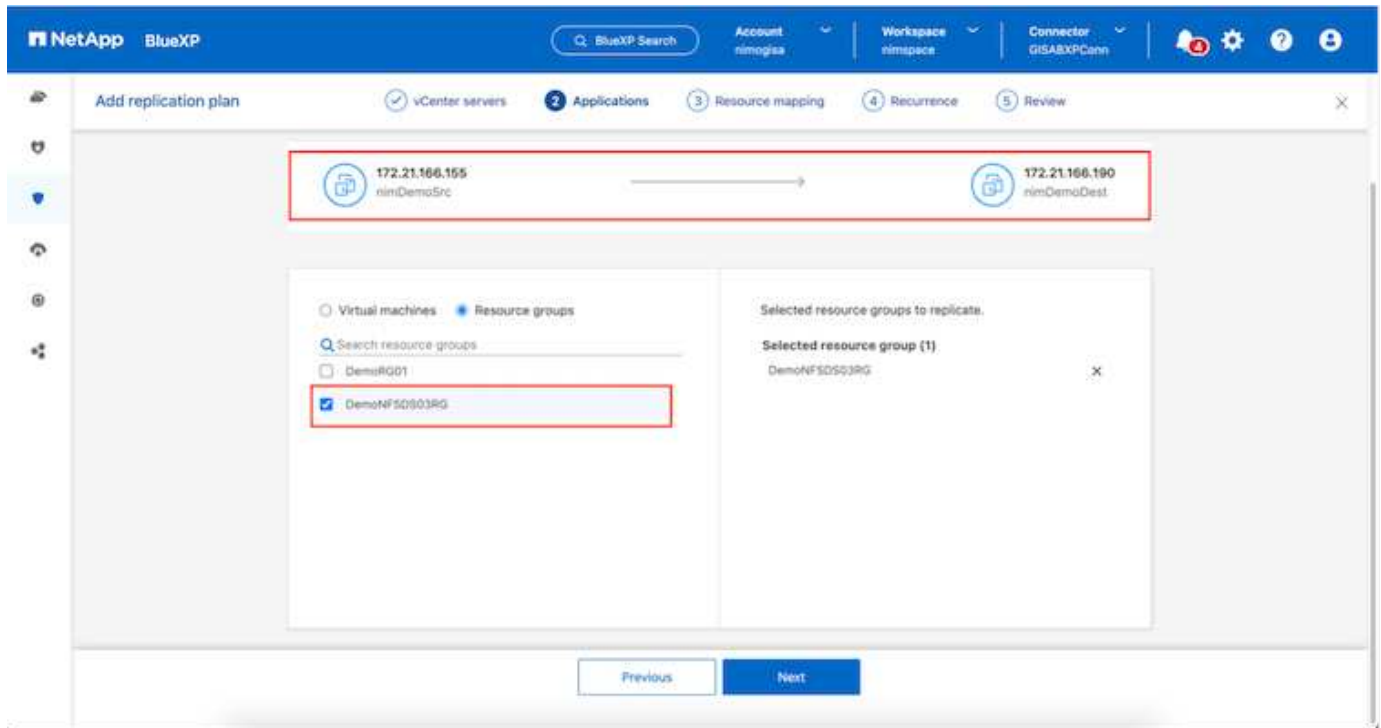 NetApp BlueXP
BlueXP Search
Account
nimogisa
Workspace
nimspace
Connector
GISABXPConn
4
Add replication plan
vCenter servers
2 Applications
3 Resource mapping
4 Recurrence
5 Review
172.21.166.155
nimDemoSrc
172.21.166.190
nimDemoDest
Virtual machines
Resource groups
Search resource groups
DemoRG01
DemoNFSDS03RG
Selected resource groups to replicate.
Selected resource group (1)
DemoNFSDS03RG
Previous
Next